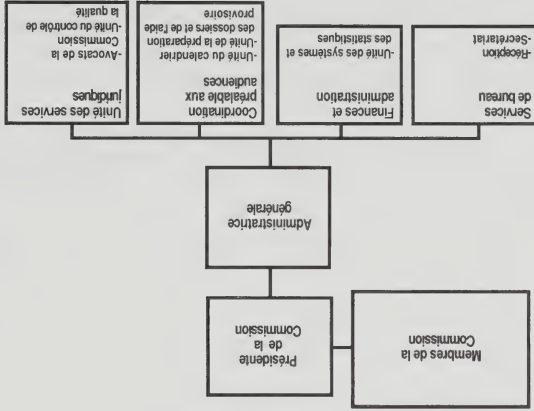 Membres de la
Commission
Présidente
de la
Commission
Administratrice
générale
Services
de bureau
-Réception
-Secrétariat
Finances et
administration
-Unité des systèmes et
des statistiques
Coordination
préalable aux
audiences
-Unité du calendrier
-Unité de la préparation
des dossiers et de l'aide
provisoire
Unité des services
juridiques
-Avocats de la
Commission
-Unité du contrôle de
la qualité